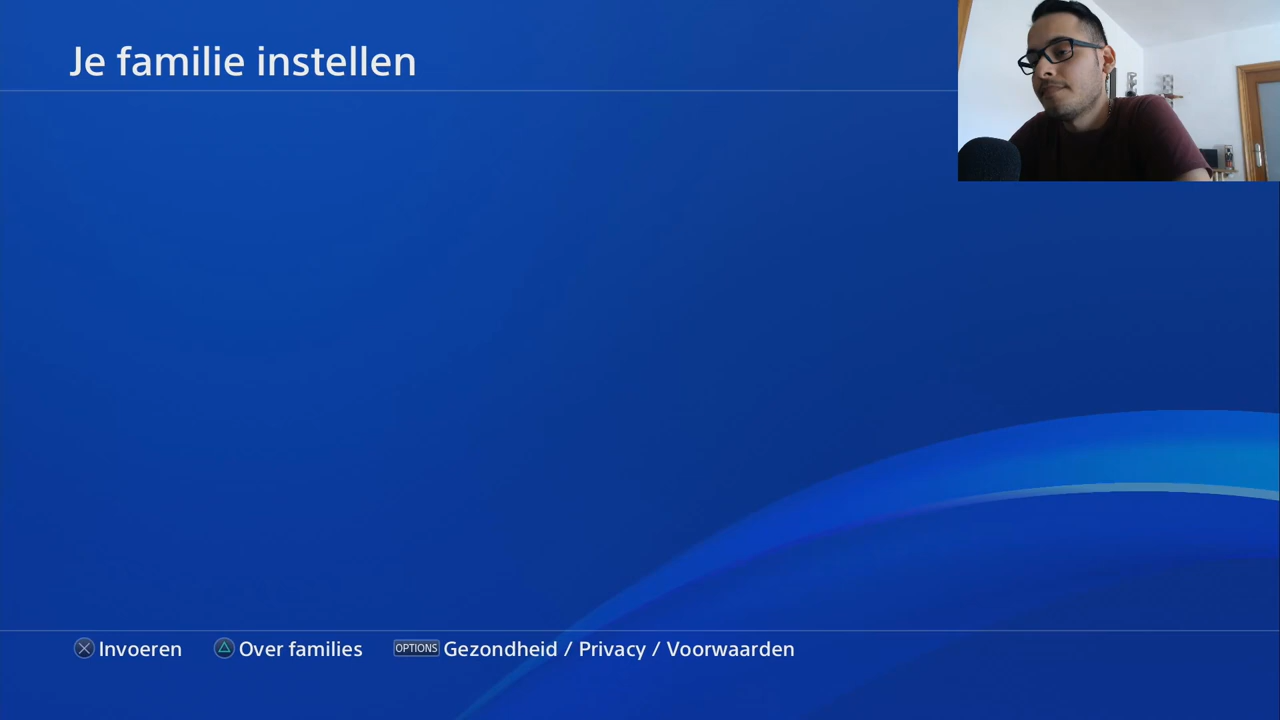 Je familie instellen
Invoeren Over families OPTIONS Gezondheid / Privacy / Voorwaarden